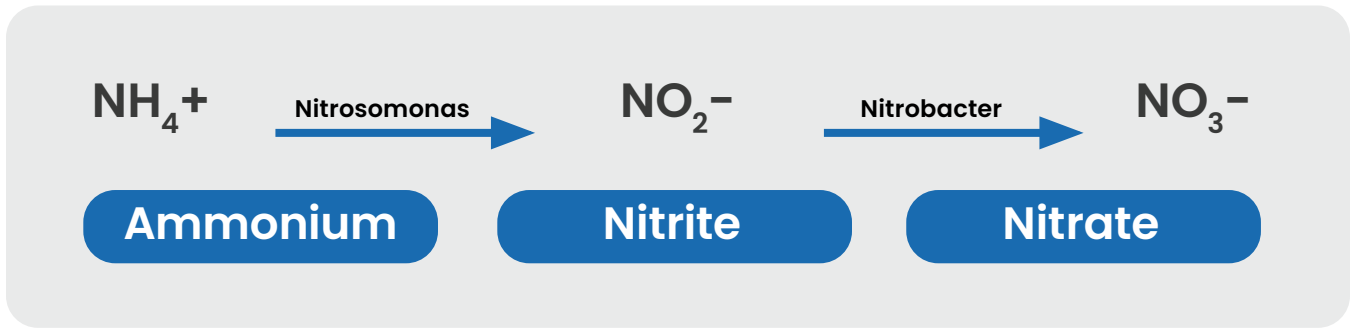 NH₄+ Nitrosomonas NO₂- Nitrobacter NO₃-
Ammonium Nitrite Nitrate